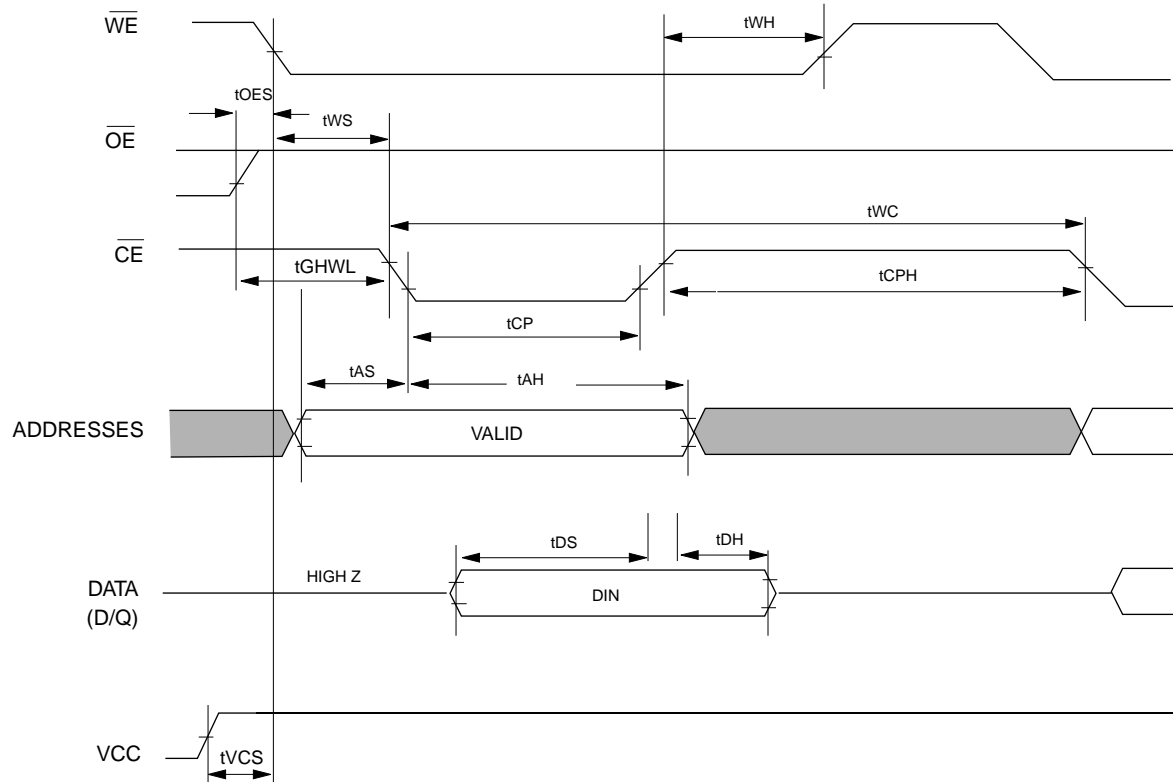 WE
tWH
tOES
tWS
OE
tWC
CE
tGHWL
tCPH
tCP
tAS
tAH
ADDRESSES
VALID
tDS
tDH
HIGH Z
DATA
(D/Q)
DIN
VCC
tVCS